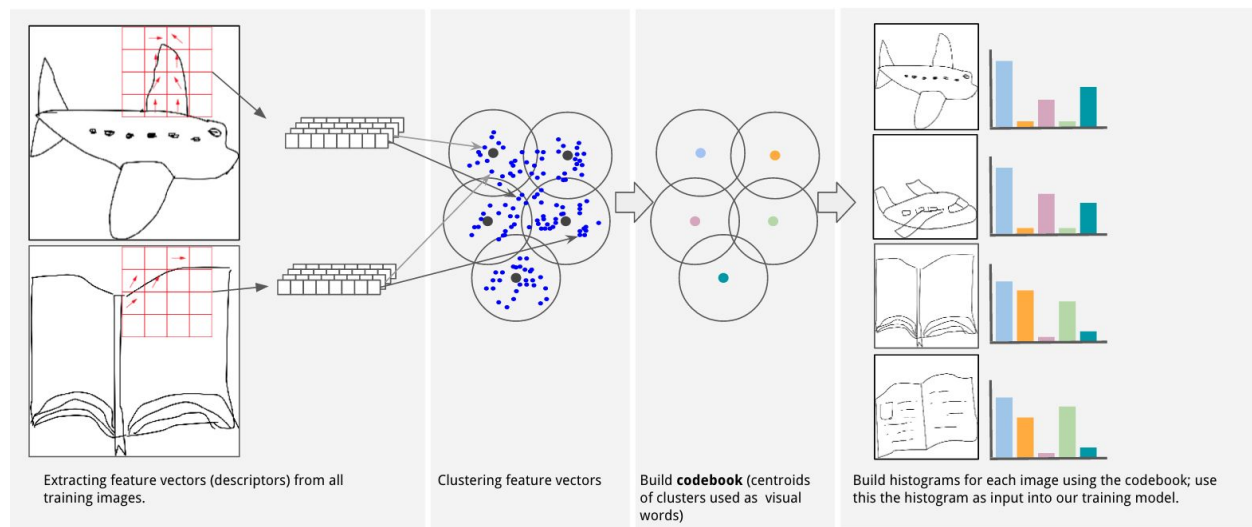 Extracting feature vectors (descriptors) from all
training images.
Clustering feature vectors
Build codebook (centroids
of clusters used as visual
words)
Build histograms for each image using the codebook; use
this the histogram as input into our training model.